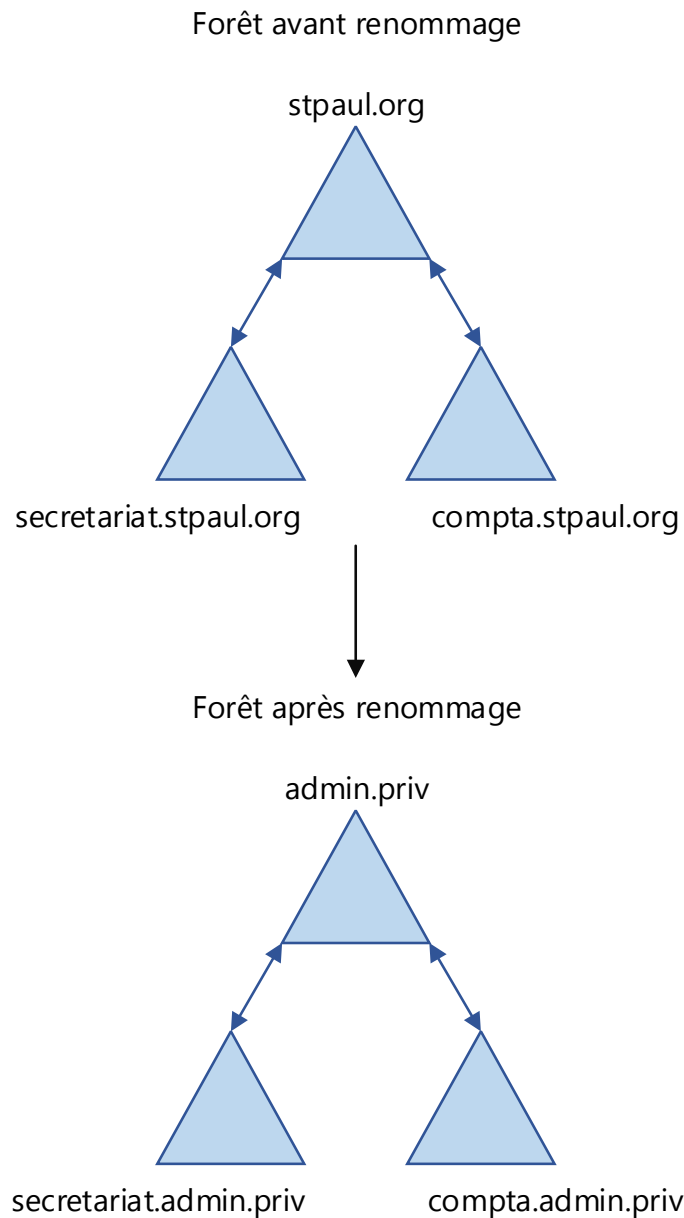 Forêt avant renommage
stpaul.org
secretariat.stpaul.org
compta.stpaul.org
Forêt après renommage
admin.priv
secretariat.admin.priv
compta.admin.priv